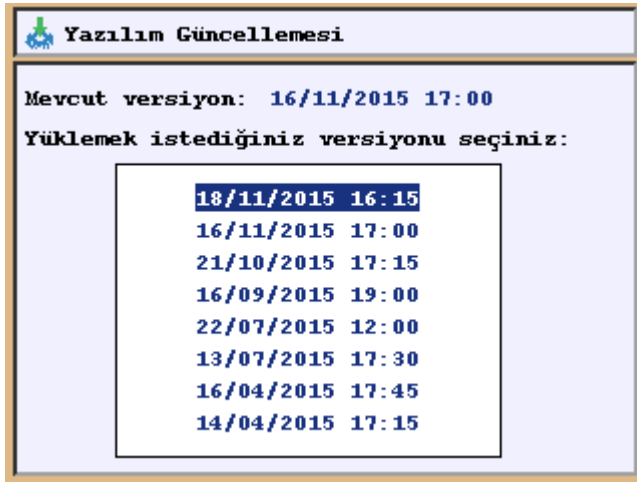 Yazılım Güncellemesi
Mevcut versiyon: 16/11/2015 17:00
Yüklemek istediğiniz versiyonu seçiniz:
18/11/2015 16:15
16/11/2015 17:00
21/10/2015 17:15
16/09/2015 19:00
22/07/2015 12:00
13/07/2015 17:30
16/04/2015 17:45
14/04/2015 17:15